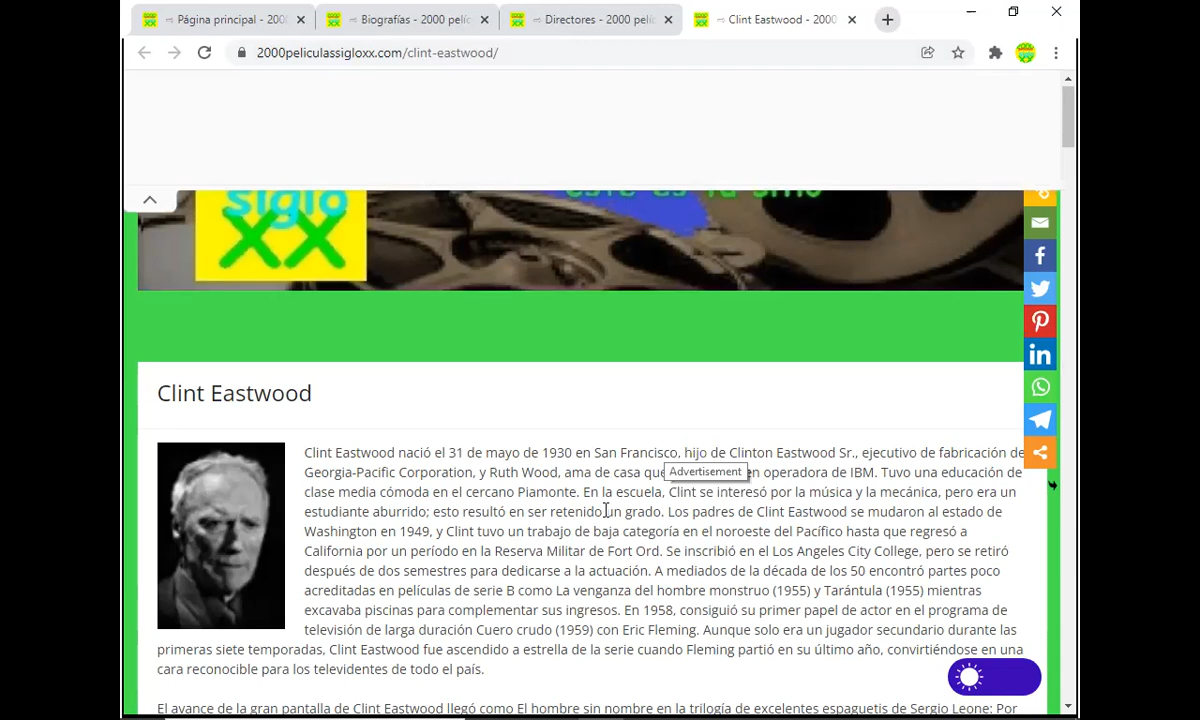 Página principal - 200
Biografías - 2000 pelíc
Directores - 2000 pelí
Clint Eastwood - 2000
2000peliculassigloxx.com/clint-eastwood/
siglo
XX
Clint Eastwood
Clint Eastwood nació el 31 de mayo de 1930 en San Francisco, hijo de Clinton Eastwood Sr., ejecutivo de fabricación de
Georgia-Pacific Corporation, y Ruth Wood, ama de casa que en operadora de IBM. Tuvo una educación de
Advertisement
clase media cómoda en el cercano Piamonte. En la escuela, Clint se interesó por la música y la mecánica, pero era un
estudiante aburrido; esto resultó en ser retenido un grado. Los padres de Clint Eastwood se mudaron al estado de
Washington en 1949, y Clint tuvo un trabajo de baja categoría en el noroeste del Pacífico hasta que regresó a
California por un período en la Reserva Militar de Fort Ord. Se inscribió en el Los Angeles City College, pero se retiró
después de dos semestres para dedicarse a la actuación. A mediados de la década de los 50 encontró partes poco
acreditadas en películas de serie B como La venganza del hombre monstruo (1955) y Tarántula (1955) mientras
excavaba piscinas para complementar sus ingresos. En 1958, consiguió su primer papel de actor en el programa de
televisión de larga duración Cuero crudo (1959) con Eric Fleming. Aunque solo era un jugador secundario durante las
primeras siete temporadas, Clint Eastwood fue ascendido a estrella de la serie cuando Fleming partió en su último año, convirtiéndose en una
cara reconocible para los televidentes de todo el país.
El avance de la gran pantalla de Clint Eastwood llegó como El hombre sin nombre en la trilogía de excelentes espaguetis de Sergio Leone: Por